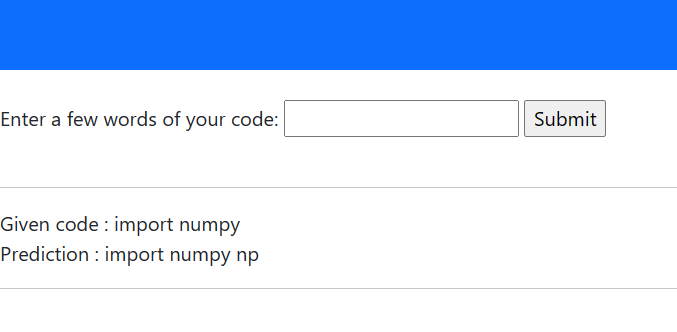 Enter a few words of your code: Submit
Given code : import numpy
Prediction : import numpy np